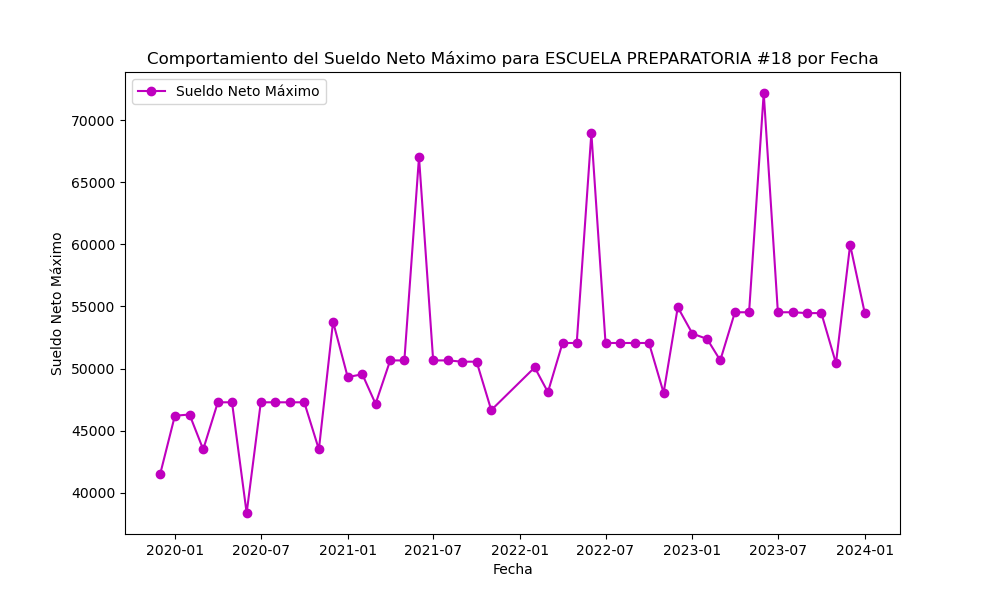 Comportamiento del Sueldo Neto Máximo para ESCUELA PREPARATORIA #18 por Fecha
Sueldo Neto Máximo
70000
65000
60000
55000
50000
45000
40000
Sueldo Neto Máximo
2020-01 2020-07 2021-01 2021-07 2022-01 2022-07 2023-01 2023-07 2024-01
Fecha